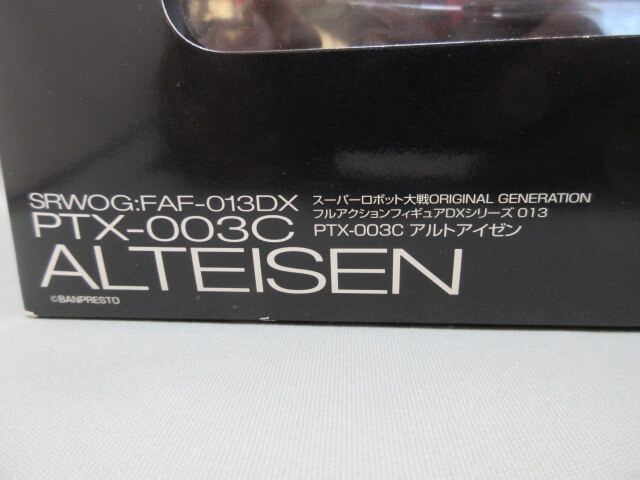 SRWOG:FAF-013DX
PTX-003C
スーパーロボット大戦ORIGINAL GENERATION
フルアクションフィギュアDXシリーズ 013
PTX-003C アルトアイゼン
ALTEISEN
©BANPRESTO